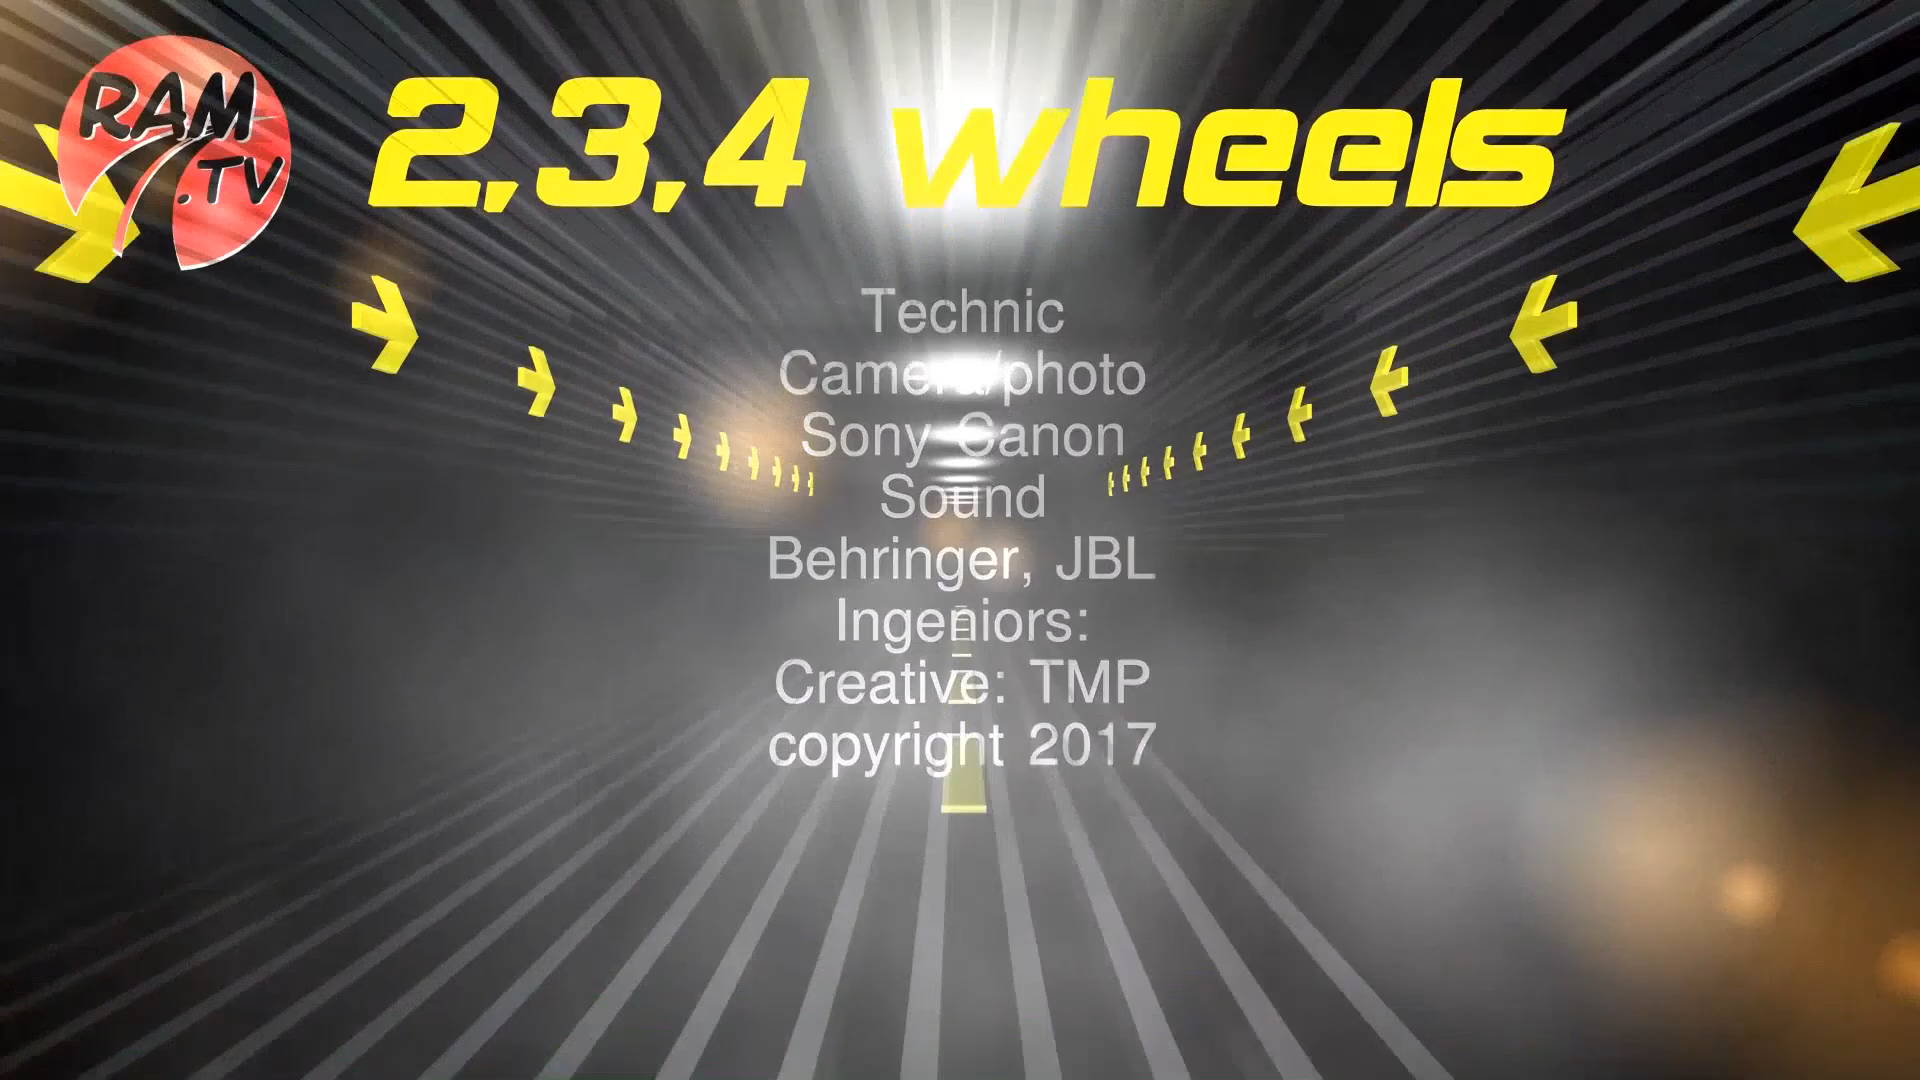 RAM
.TV
2,3,4 wheels
Technic
Camera/photo
Sony Canon
Sound
Behringer, JBL
Ingeniors:
Creative: TMP
copyright 2017